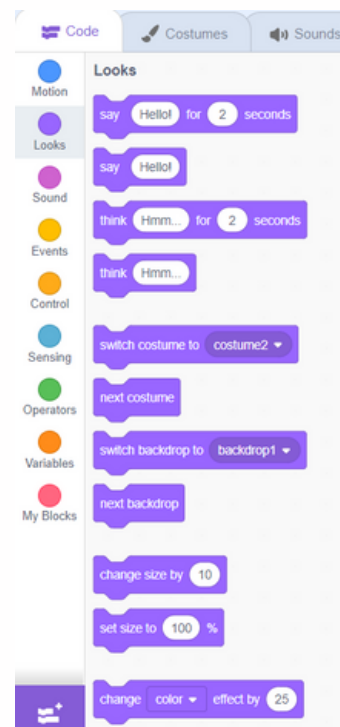 Code
Costumes
Sounds
Motion
Looks
Sound
Events
Control
Sensing
Operators
Variables
My Blocks
Looks
say Hello! for 2 seconds
say Hello!
think Hmm... for 2 seconds
think Hmm...
switch costume to costume2
next costume
switch backdrop to backdrop1
next backdrop
change size by 10
set size to 100 %
change color effect by 25